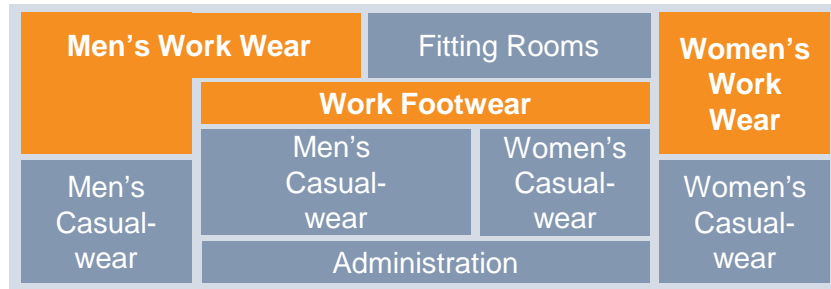 Men's Work Wear
Fitting Rooms
Women's
Work
Wear
Work Footwear
Men's
Casual-
wear
Men's
Casual-
wear
Women's
Casual-
wear
Women's
Casual-
wear
Administration